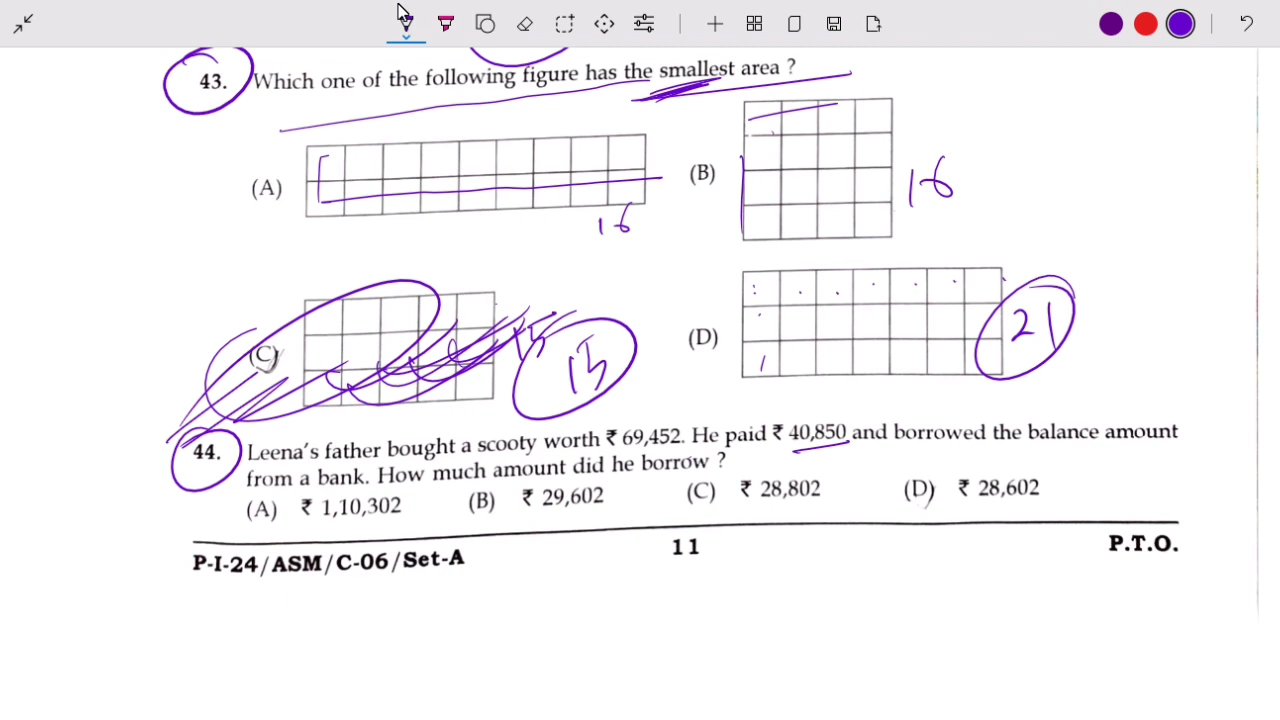 43. Which one of the following figure has the smallest area ?
(A)
16
(B)
16
(C)
15
15
(D)
21
44. Leena's father bought a scooty worth ₹ 69,452. He paid ₹ 40,850 and borrowed the balance amount
from a bank. How much amount did he borrow ?
(A) ₹ 1,10,302 (B) ₹ 29,602 (C) ₹ 28,802 (D) ₹ 28,602
P-I-24/ASM/C-06/Set-A 11 P.T.O.